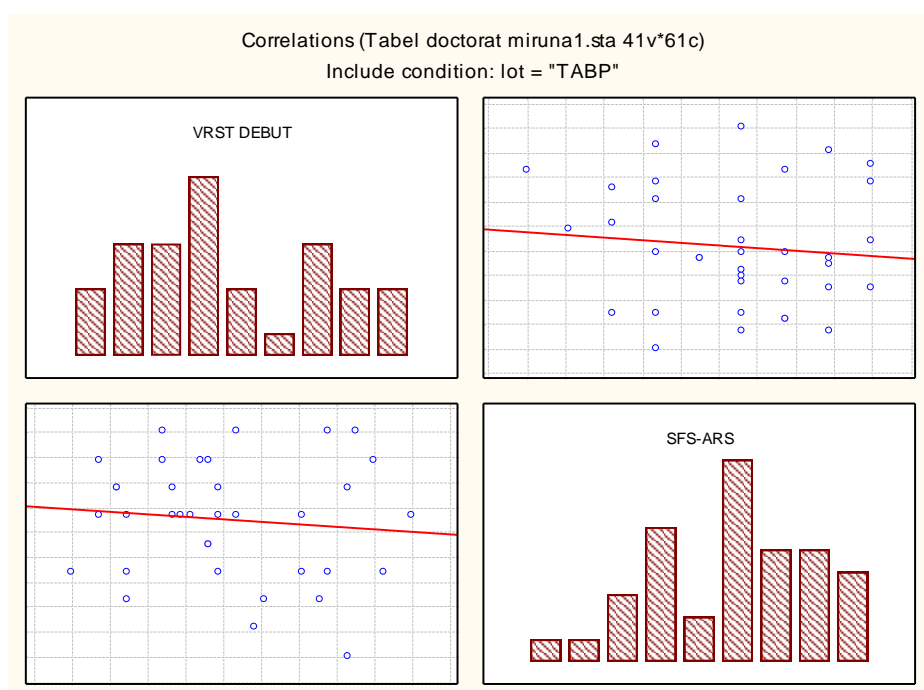 Correlations (Tabel doctorat miruna1.sta 41v*61c)
Include condition: lot = "TABP"
VRST DEBUT
SFS-ARS